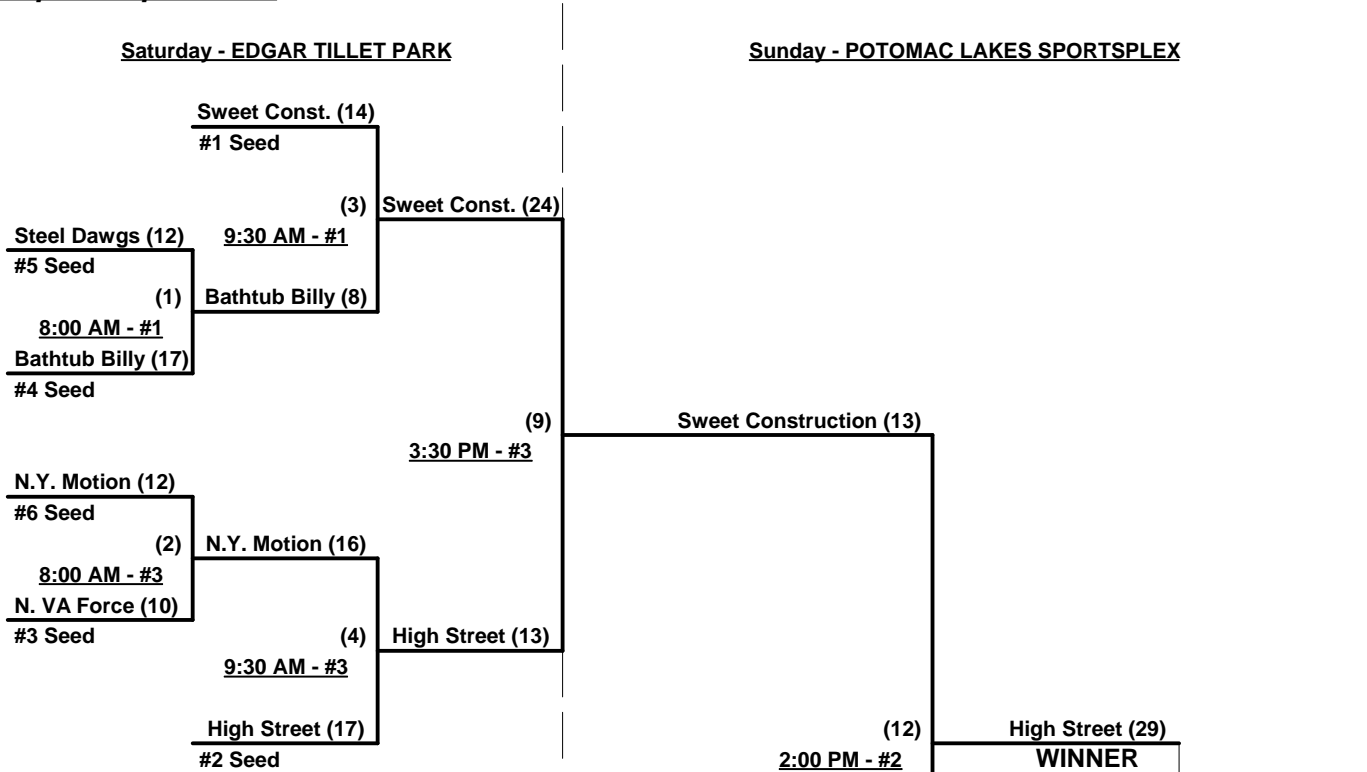 Saturday - EDGAR TILLET PARK
Sunday - POTOMAC LAKES SPORTSPLEX
Sweet Const. (14)
#1 Seed
(3)
Sweet Const. (24)
Steel Dawgs (12)
9:30 AM - #1
#5 Seed
(1)
Bathtub Billy (8)
8:00 AM - #1
Bathtub Billy (17)
#4 Seed
(9)
Sweet Construction (13)
3:30 PM - #3
N.Y. Motion (12)
#6 Seed
(2)
N.Y. Motion (16)
8:00 AM - #3
N. VA Force (10)
#3 Seed
(4)
High Street (13)
9:30 AM - #3
High Street (17)
(12)
High Street (29)
#2 Seed
2:00 PM - #2
WINNER